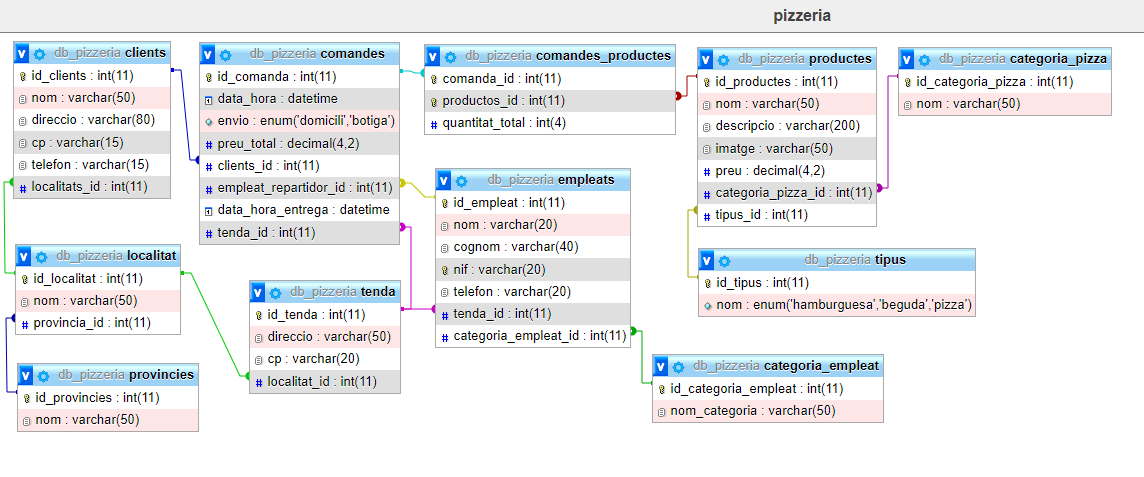 pizzeria
v db_pizzeria clients
id_clients : int(11)
nom : varchar(50)
direccio : varchar(80)
cp : varchar(15)
telefon : varchar(15)
# localitats_id : int(11)
v db_pizzeria comandes
id_comanda : int(11)
data_hora : datetime
envio : enum('domicili','botiga')
# preu_total : decimal(4,2)
# clients_id : int(11)
# empleat_repartidor_id : int(11)
data_hora_entrega : datetime
# tenda_id : int(11)
v db_pizzeria comandes_productes
comanda_id : int(11)
productos_id : int(11)
# quantitat_total : int(4)
v db_pizzeria productes
id_productes : int(11)
nom : varchar(50)
descripcio : varchar(200)
imatge : varchar(50)
# preu : decimal(4,2)
# categoria_pizza_id : int(11)
# tipus_id : int(11)
v db_pizzeria categoria_pizza
id_categoria_pizza : int(11)
nom : varchar(50)
v db_pizzeria empleats
id_empleat : int(11)
nom : varchar(20)
cognom : varchar(40)
nif : varchar(20)
telefon : varchar(20)
# tenda_id : int(11)
# categoria_empleat_id : int(11)
v db_pizzeria localitat
id_localitat : int(11)
nom : varchar(50)
# provincia_id : int(11)
v db_pizzeria tenda
id_tenda : int(11)
direccio : varchar(50)
cp : varchar(20)
# localitat_id : int(11)
v db_pizzeria tipus
id_tipus : int(11)
nom : enum('hamburguesa','beguda','pizza')
v db_pizzeria provincies
id_provincies : int(11)
nom : varchar(50)
v db_pizzeria categoria_empleat
id_categoria_empleat : int(11)
nom_categoria : varchar(50)